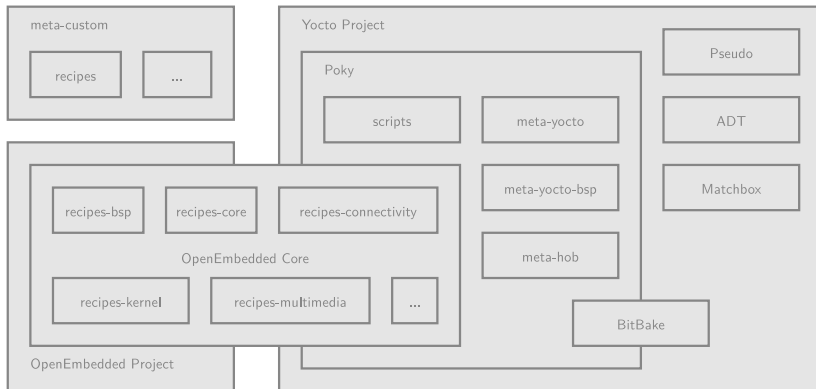 meta-custom
recipes
...
Yocto Project
Poky
scripts
meta-yocto
meta-yocto-bsp
meta-hob
Pseudo
ADT
Matchbox
recipes-bsp
recipes-core
recipes-connectivity
OpenEmbedded Core
recipes-kernel
recipes-multimedia
...
BitBake
OpenEmbedded Project